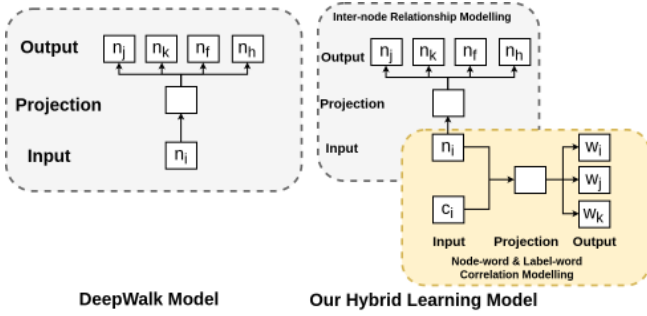 Output
n_j n_k n_f n_h
Projection
Input
n_i
DeepWalk Model
Inter-node Relationship Modelling
Output
n_j n_k n_f n_h
Projection
Input
n_i
c_i
w_i
w_j
w_k
Input Projection Output
Node-word & Label-word
Correlation Modelling
Our Hybrid Learning Model